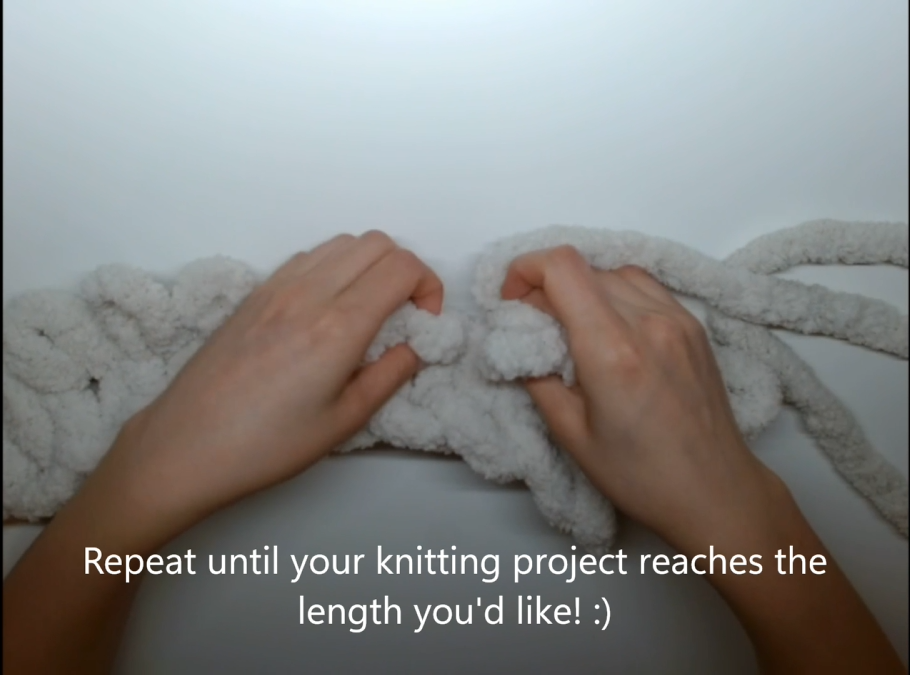 Repeat until your knitting project reaches the
length you'd like! :)